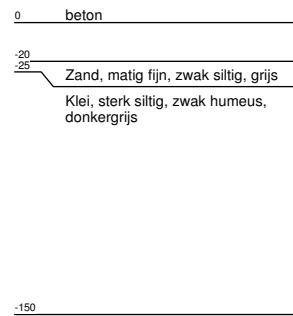 0 beton
-20
-25
Zand, matig fijn, zwak siltig, grijs
Klei, sterk siltig, zwak humeus,
donkergrijs
-150